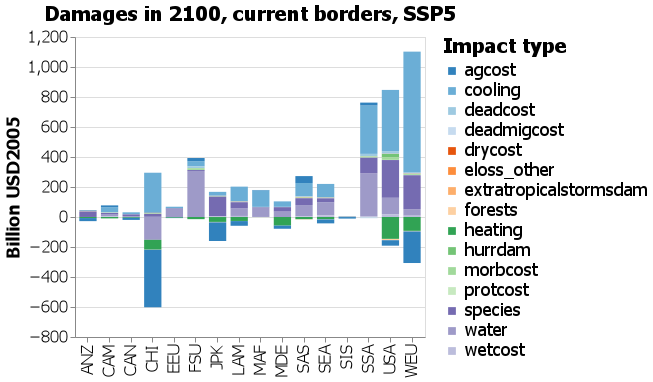 Damages in 2100, current borders, SSP5
Billion USD2005
1,200
1,000
800
600
400
200
0
−200
−400
−600
−800
ANZ
CAM
CAN
CHI
EEU
FSU
JPK
LAM
MAF
MDE
SAS
SEA
SIS
SSA
USA
WEU
Impact type
agcost
cooling
deadcost
deadmigcost
drycost
eloss_other
extratropicalstormsdam
forests
heating
hurrdam
morbcost
protcost
species
water
wetcost